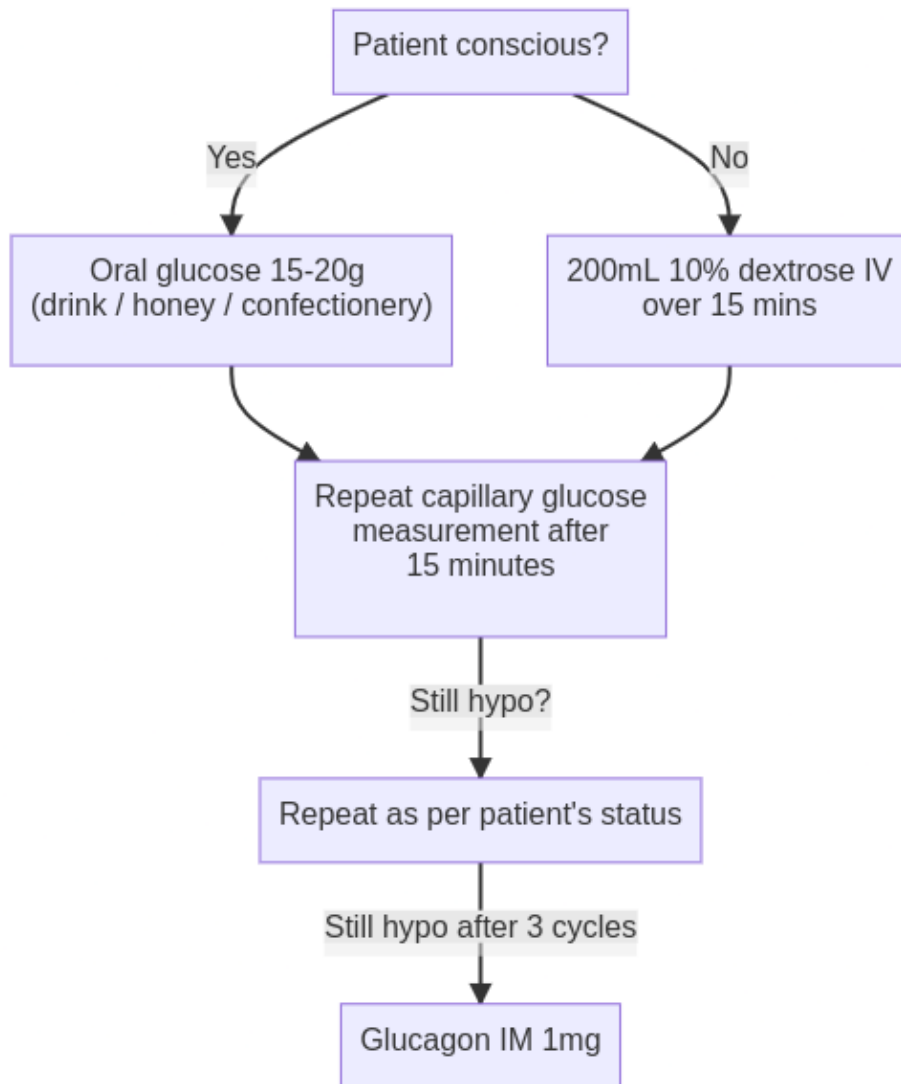 Patient conscious?
Yes
No
Oral glucose 15-20g
(drink / honey / confectionery)
200mL 10% dextrose IV
over 15 mins
Repeat capillary glucose
measurement after
15 minutes
Still hypo?
Repeat as per patient's status
Still hypo after 3 cycles
Glucagon IM 1mg